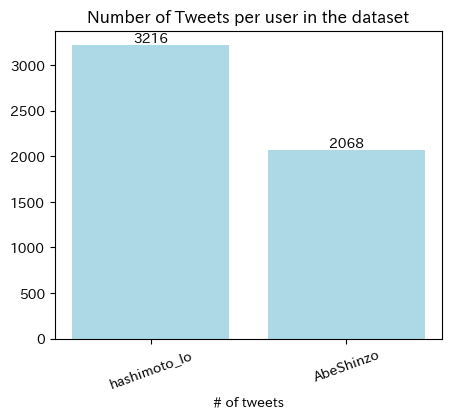 Number of Tweets per user in the dataset
3216
2068
3000
2500
2000
1500
1000
500
0
hashimoto_lo
AbeShinzo
# of tweets